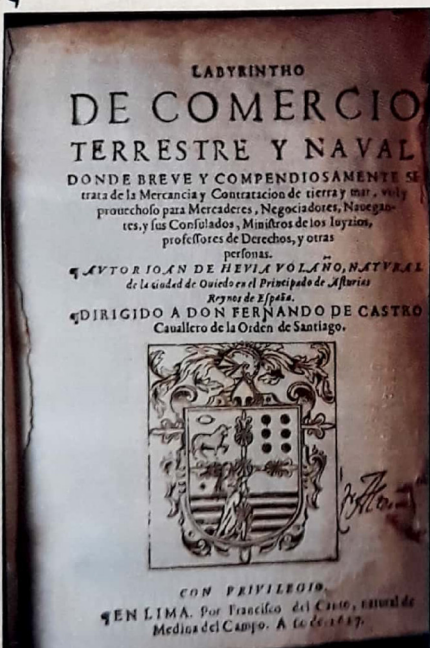 LABYRINTHO
DE COMERCIO
TERRESTRE Y NAVAL
DONDE BREVE Y COMPENDIOSAMENTE SE
trata de la Mercancia y Contratacion de tierra y mar, vtil y
prouechoso para Mercaderes, Negociadores, Nauegan-
tes, y sus Consulados, Ministros de los Iuyzios,
professores de Derechos, y otras
personas.
¶AVTOR IOAN DE HEVIA VOLAÑO, NATVRAL
de la ciudad de Ouiedo en el Principado de Asturias
Reynos de España.
¶DIRIGIDO A DON FERNANDO DE CASTRO
Cauallero de la Orden de Santiago.
CON PRIVILEGIO,
¶EN LIMA. Por Francisco del Canto, natural de
Medina del Campo. Año de 1617.